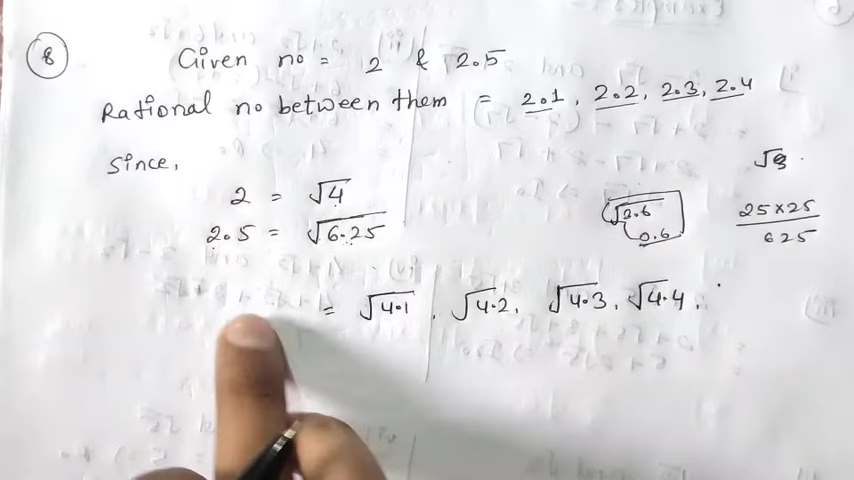 8 Given no = 2 & 2.5
Rational no between them = 2.1, 2.2, 2.3, 2.4
Since,
2 = √4
2.5 = √6.25
√2.6
0.6
25×25
625
= √4.1, √4.2, √4.3, √4.4,